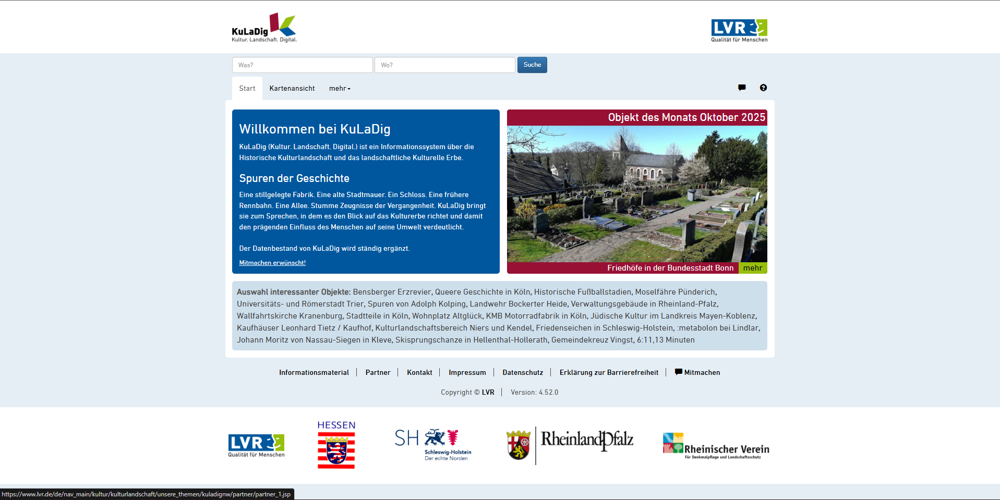 KuLaDig
Kultur. Landschaft. Digital.
LVR
Qualität für Menschen
Was?
Wo?
Suche
Start
Kartenansicht
mehr
Willkommen bei KuLaDig
KuLaDig (Kultur. Landschaft. Digital.) ist ein Informationssystem über die
Historische Kulturlandschaft und das landschaftliche Kulturelle Erbe.
Spuren der Geschichte
Eine stillgelegte Fabrik. Eine alte Stadtmauer. Ein Schloss. Eine frühere
Rennbahn. Eine Allee. Stumme Zeugnisse der Vergangenheit. KuLaDig bringt
sie zum Sprechen, in dem es den Blick auf das Kulturerbe richtet und damit
den prägenden Einfluss des Menschen auf seine Umwelt verdeutlicht.
Der Datenbestand von KuLaDig wird ständig ergänzt.
Mitmachen erwünscht!
Objekt des Monats Oktober 2025
Friedhöfe in der Bundesstadt Bonn
mehr
Auswahl interessanter Objekte: Bensberger Erzrevier, Queere Geschichte in Köln, Historische Fußballstadien, Moselfähre Pünderich,
Universitäts- und Römerstadt Trier, Spuren von Adolph Kolping, Landwehr Bockerter Heide, Verwaltungsgebäude in Rheinland-Pfalz,
Wallfahrtskirche Kranenburg, Stadtteile in Köln, Wohnplatz Altglück, KMB Motorradfabrik in Köln, Jüdische Kultur im Landkreis Mayen-Koblenz,
Kaufhäuser Leonhard Tietz / Kaufhof, Kulturlandschaftsbereich Niers und Kendel, Friedenseichen in Schleswig-Holstein, :metabolon bei Lindlar,
Johann Moritz von Nassau-Siegen in Kleve, Skisprungschanze in Hellenthal-Hollerath, Gemeindekreuz Vingst, 6:11,13 Minuten
Informationsmaterial
Partner
Kontakt
Impressum
Datenschutz
Erklärung zur Barrierefreiheit
Mitmachen
Copyright © LVR
Version: 4.52.0
LVR
Qualität für Menschen
HESSEN
SH
Schleswig-Holstein
Der echte Norden
RheinlandPfalz
Rheinischer Verein
Für Denkmalpflege und Landschaftsschutz
https://www.lvr.de/de/nav_main/kultur/kulturlandschaft/unsere_themen/kuladignw/partner/partner_1.jsp